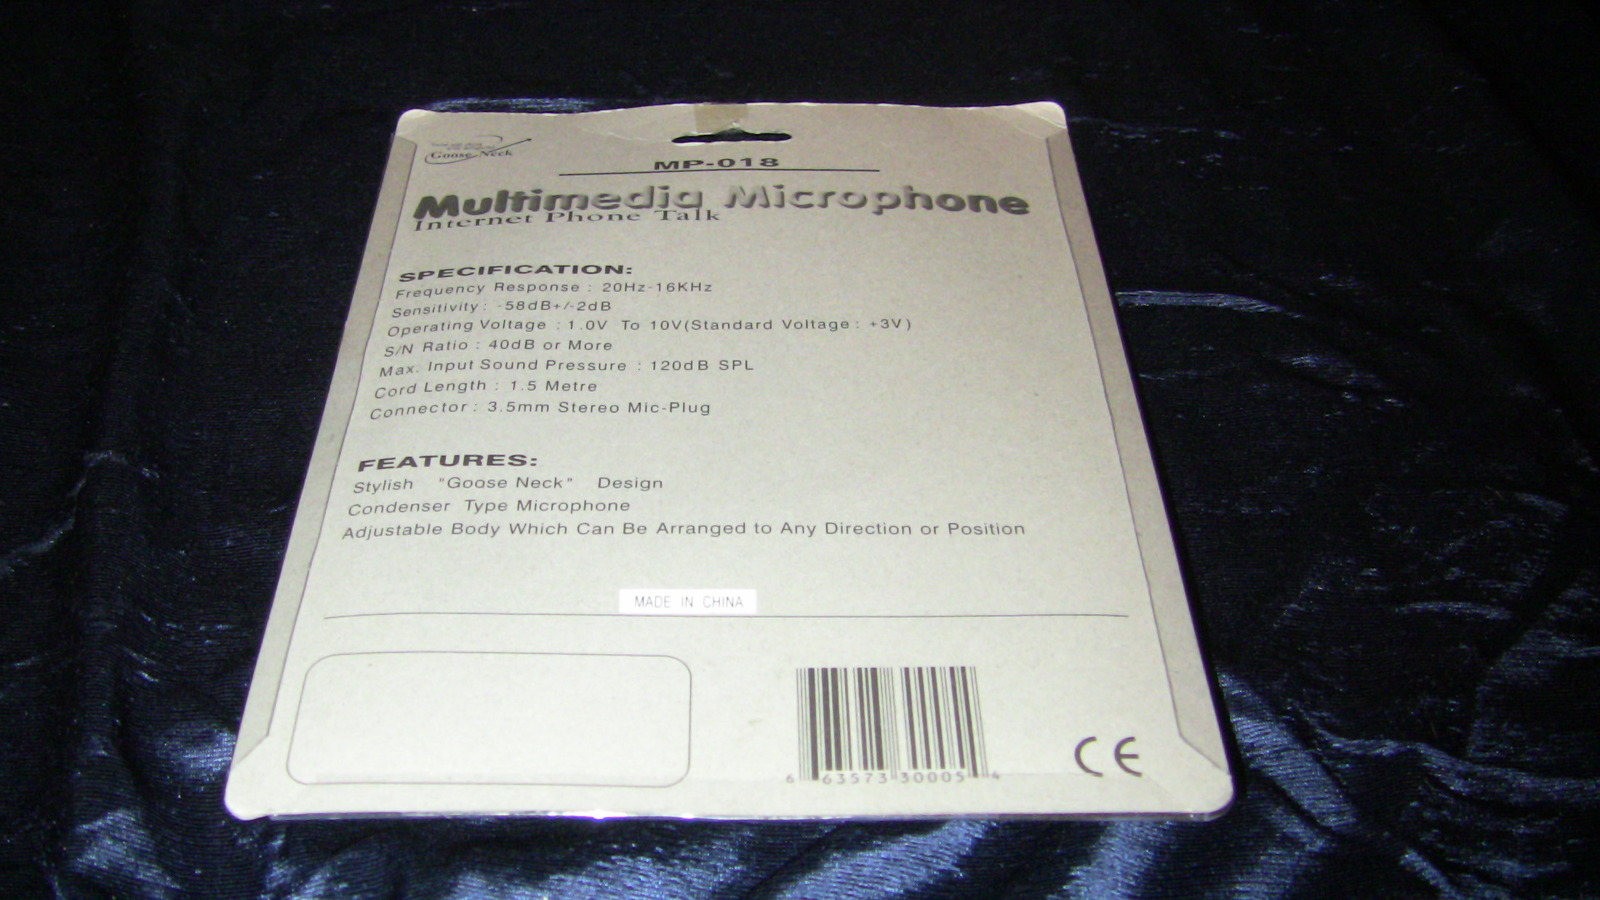 Goose Neck
MP-018
Multimedia Microphone
Internet Phone Talk
SPECIFICATION:
Frequency Response : 20Hz-16KHz
Sensitivity : -58dB+/-2dB
Operating Voltage : 1.0V To 10V(Standard Voltage : +3V)
S/N Ratio : 40dB or More
Max. Input Sound Pressure : 120dB SPL
Cord Length : 1.5 Metre
Connector : 3.5mm Stereo Mic-Plug
FEATURES:
Stylish "Goose Neck" Design
Condenser Type Microphone
Adjustable Body Which Can Be Arranged to Any Direction or Position
MADE IN CHINA
6 63573 30005 4
CE